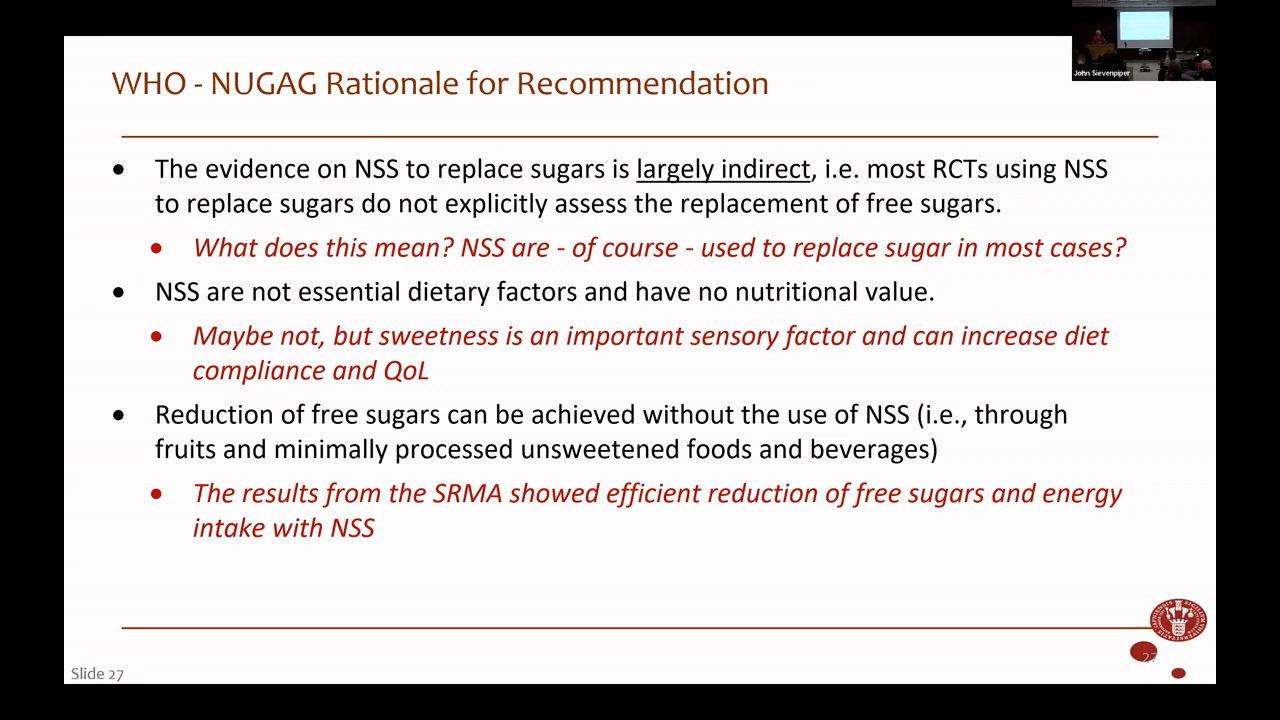 John Sievenpiper
WHO - NUGAG Rationale for Recommendation
• The evidence on NSS to replace sugars is largely indirect, i.e. most RCTs using NSS
to replace sugars do not explicitly assess the replacement of free sugars.
• What does this mean? NSS are - of course - used to replace sugar in most cases?
• NSS are not essential dietary factors and have no nutritional value.
• Maybe not, but sweetness is an important sensory factor and can increase diet
compliance and QoL
• Reduction of free sugars can be achieved without the use of NSS (i.e., through
fruits and minimally processed unsweetened foods and beverages)
• The results from the SRMA showed efficient reduction of free sugars and energy
intake with NSS
27
Slide 27